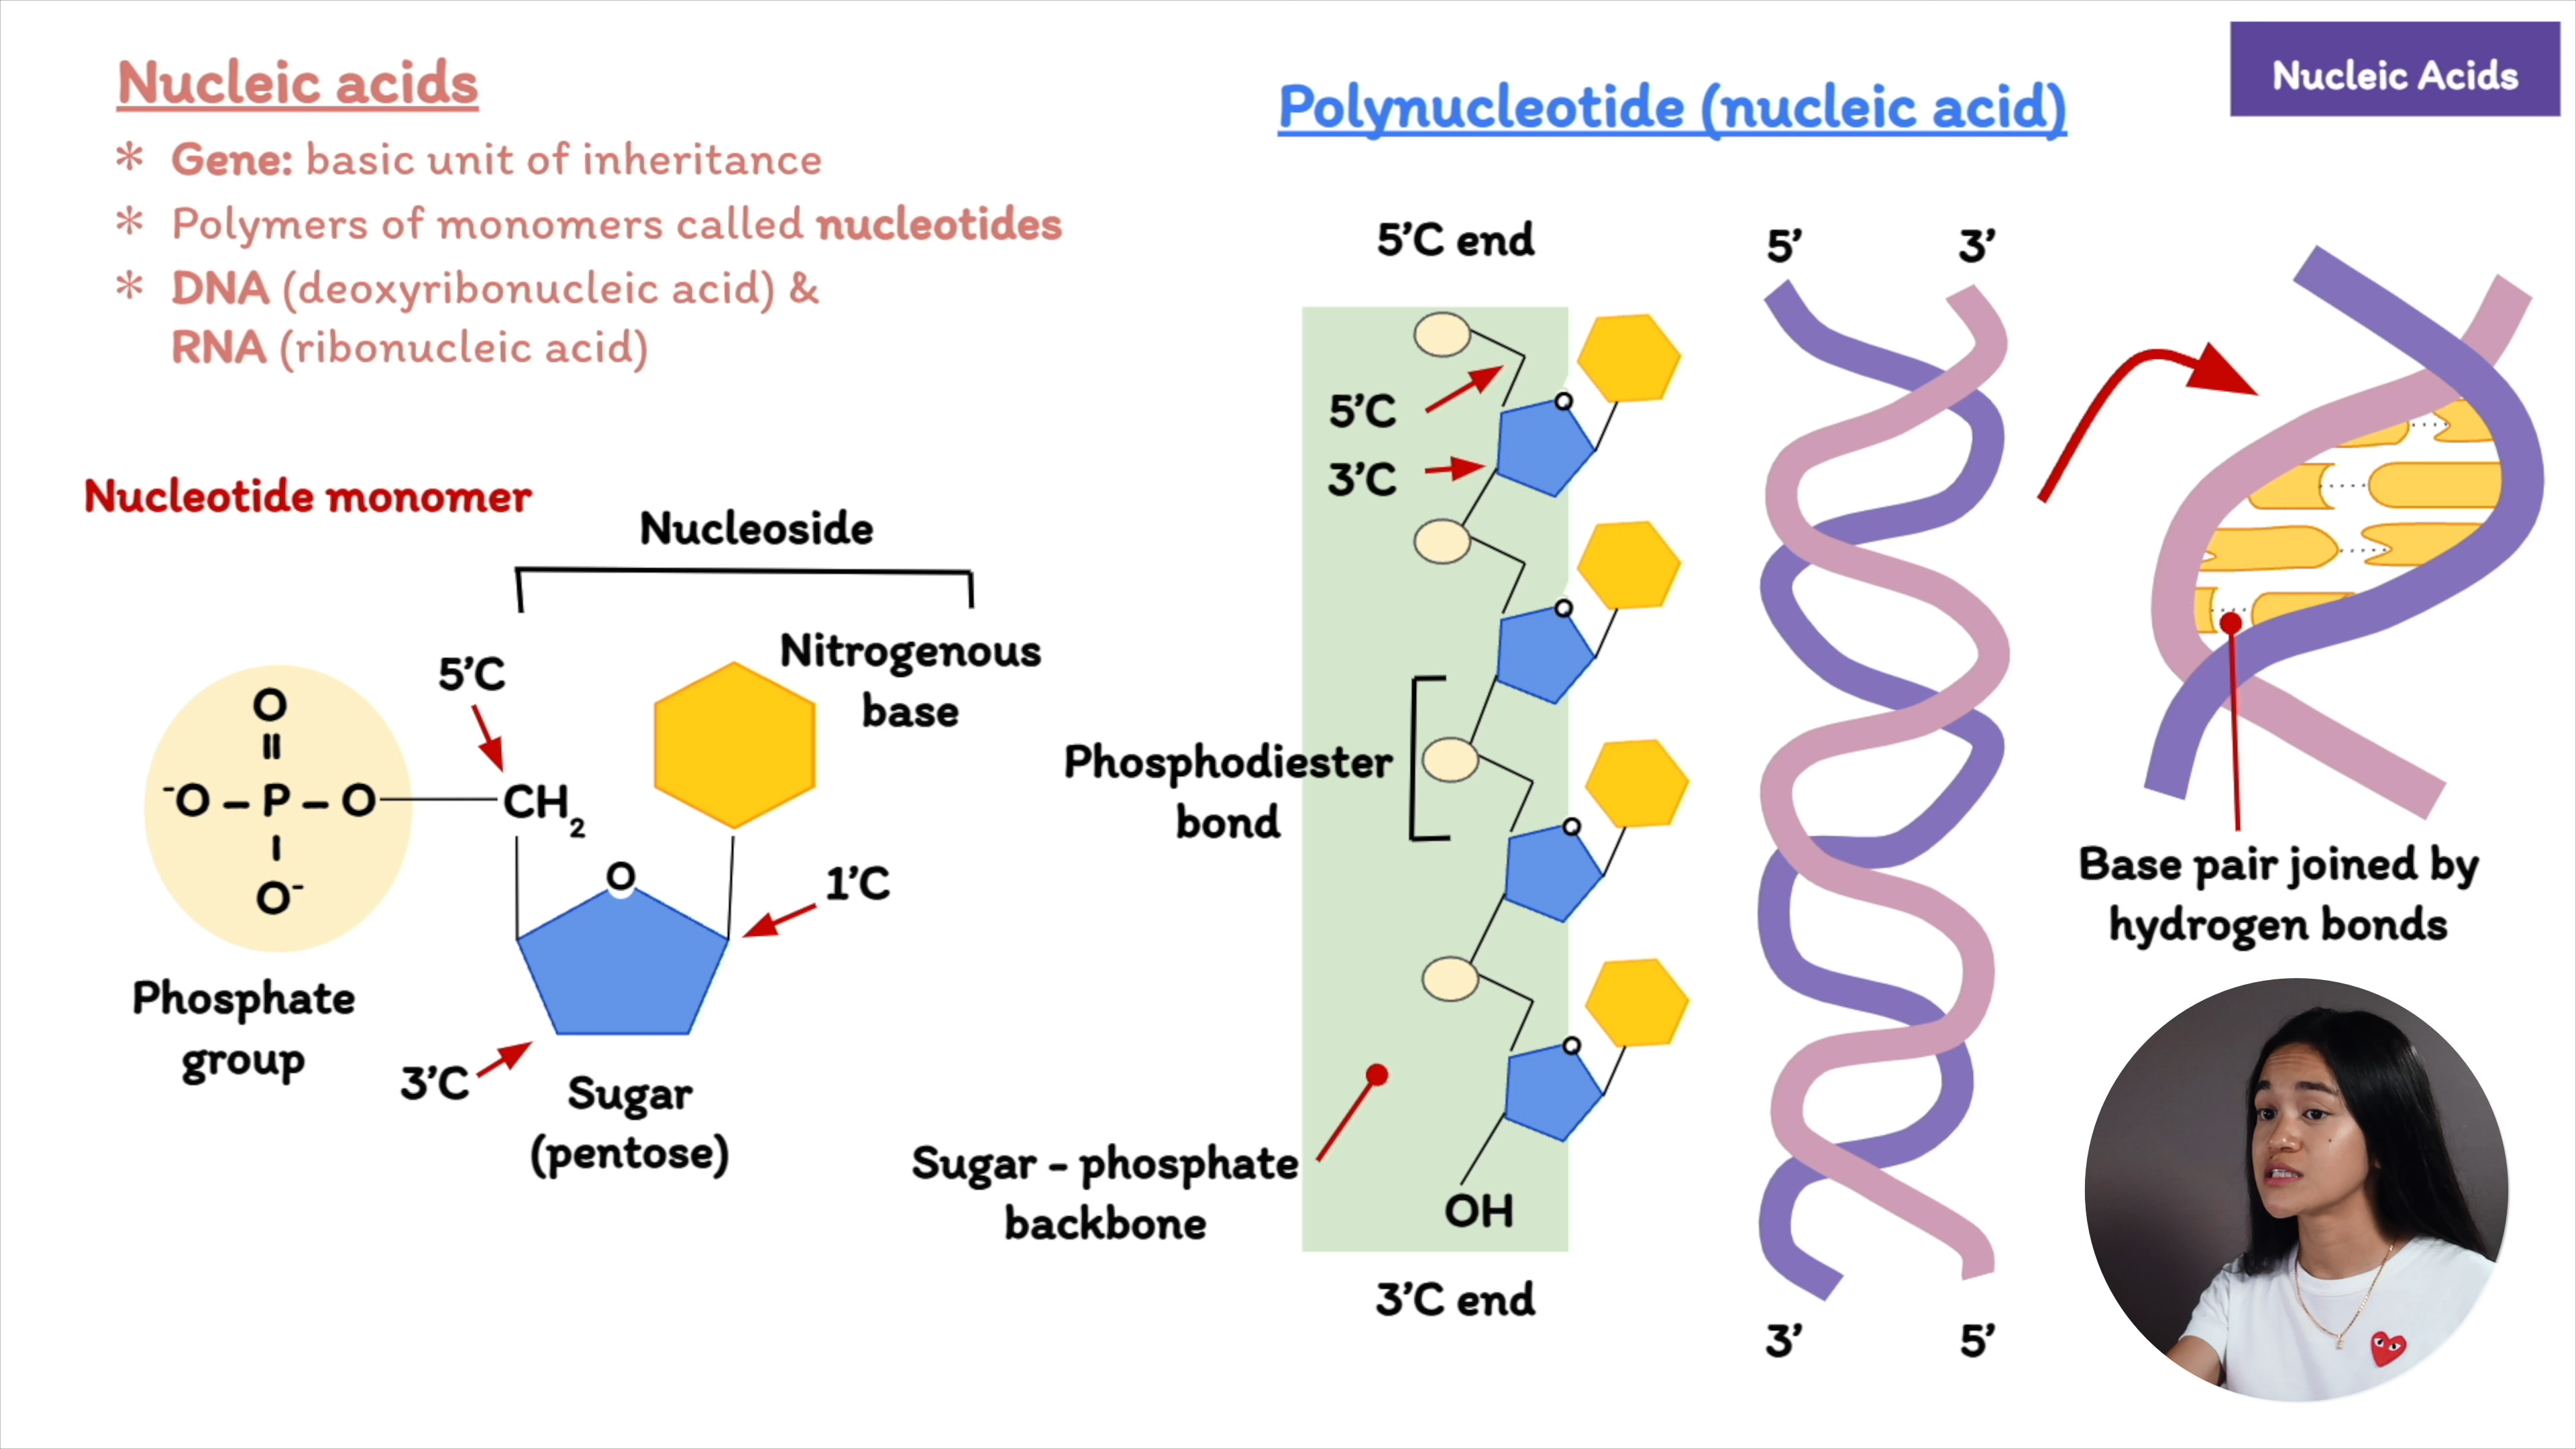 Nucleic Acids
Nucleic acids
* Gene: basic unit of inheritance
* Polymers of monomers called nucleotides
* DNA (deoxyribonucleic acid) &
RNA (ribonucleic acid)
Nucleotide monomer
Nucleoside
Nitrogenous
base
5'C
O
=
-O – P – O
CH2
O-
O
1'C
Phosphate
group
3'C
Sugar
(pentose)
Polynucleotide (nucleic acid)
5'C end
5'C
3'C
O
O
Phosphodiester
bond
O
O
Sugar - phosphate
backbone
OH
3'C end
5'
3'
3'
5'
Base pair joined by
hydrogen bonds